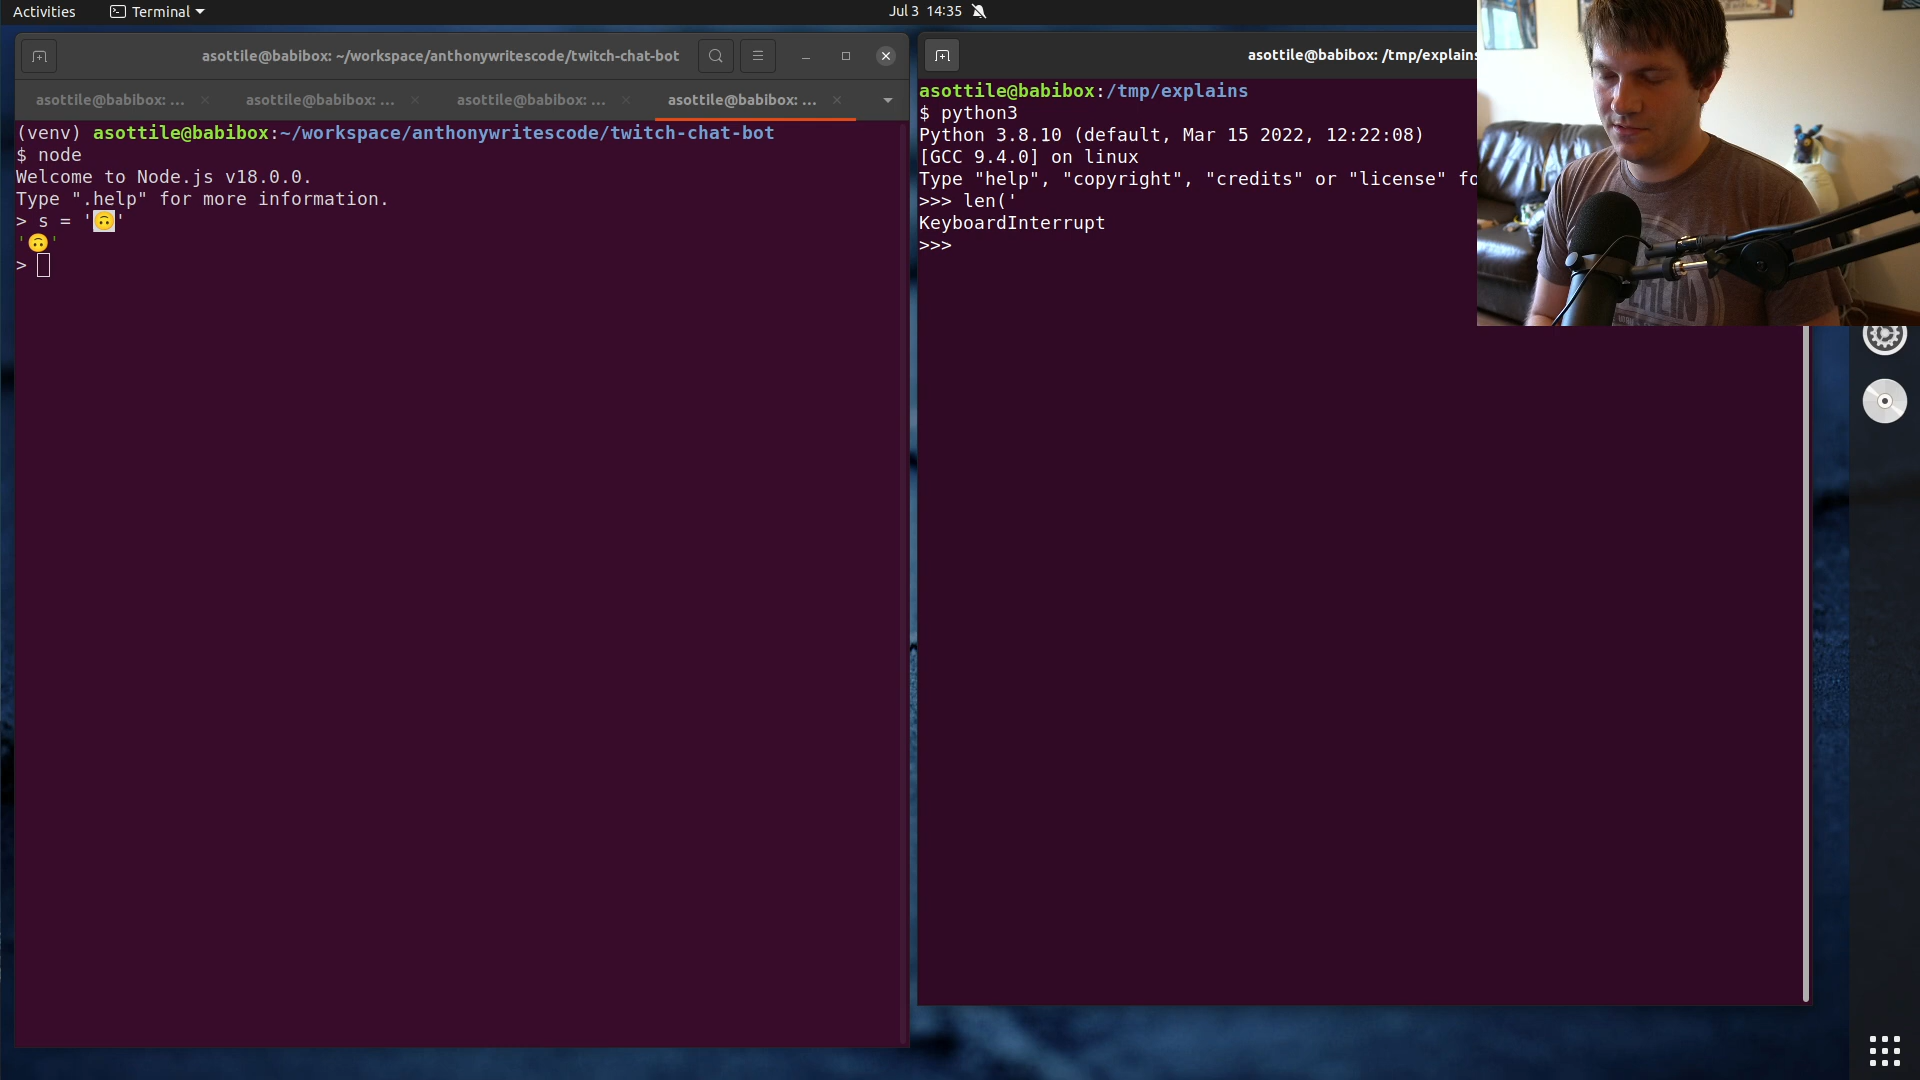 Activities
Terminal
Jul 3 14:35
asottile@babibox: ~/workspace/anthonywritescode/twitch-chat-bot
asottile@babibox: ...
asottile@babibox: ...
asottile@babibox: ...
asottile@babibox: ...
(venv) asottile@babibox:~/workspace/anthonywritescode/twitch-chat-bot
$ node
Welcome to Node.js v18.0.0.
Type ".help" for more information.
> s = '🙃'
'🙃'
>
asottile@babibox: /tmp/explains
asottile@babibox:/tmp/explains
$ python3
Python 3.8.10 (default, Mar 15 2022, 12:22:08)
[GCC 9.4.0] on linux
Type "help", "copyright", "credits" or "license" fo
>>> len('
KeyboardInterrupt
>>>